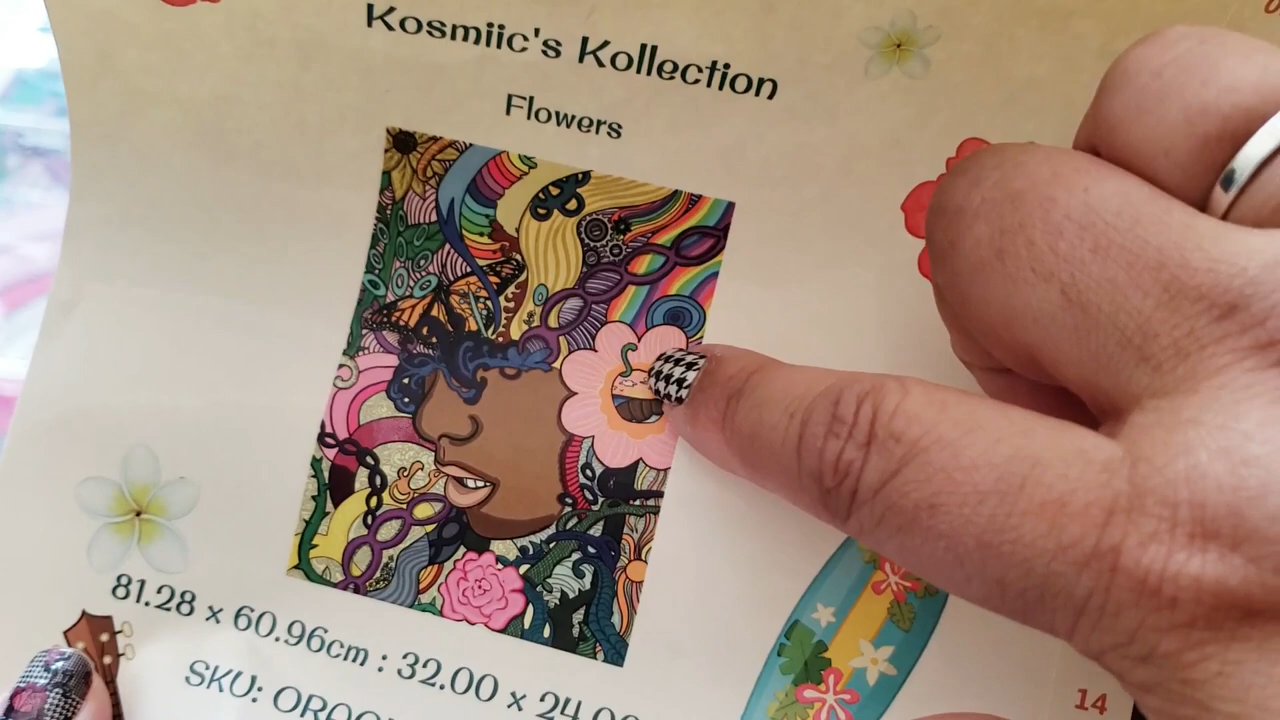 Kosmiic's Kollection
Flowers
81.28 x 60.96cm : 32.00 x 24.00
SKU:
14